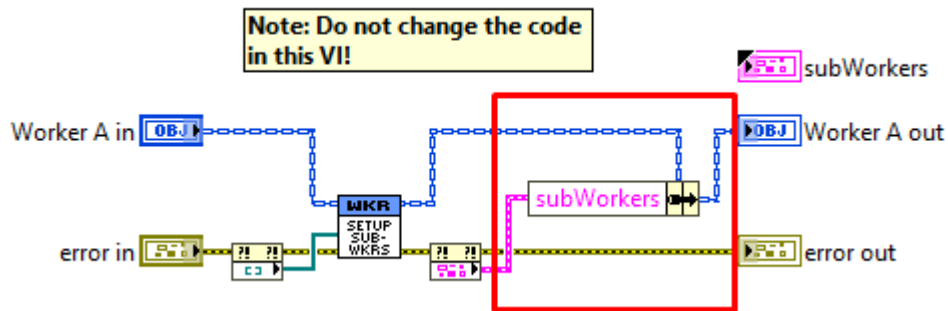 Note: Do not change the code
in this VI!
subWorkers
Worker A in
OBJ
WKR
SETUP
SUB-
WKRS
subWorkers
OBJ
Worker A out
error in
?! ?!
?! ?!
error out